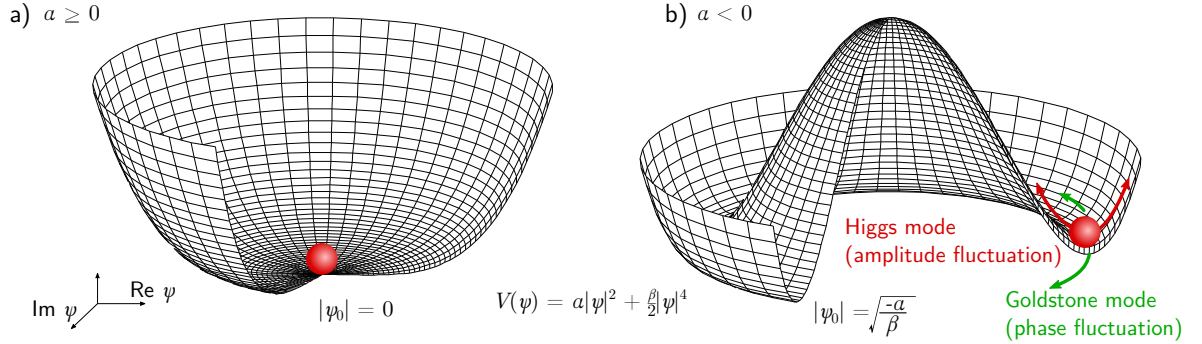 a) a ≥ 0
b) a < 0
Re ψ
Im ψ
|ψ₀| = 0
V(ψ) = a|ψ|² + β/2|ψ|⁴
|ψ₀| = √(-a/β)
Higgs mode
(amplitude fluctuation)
Goldstone mode
(phase fluctuation)